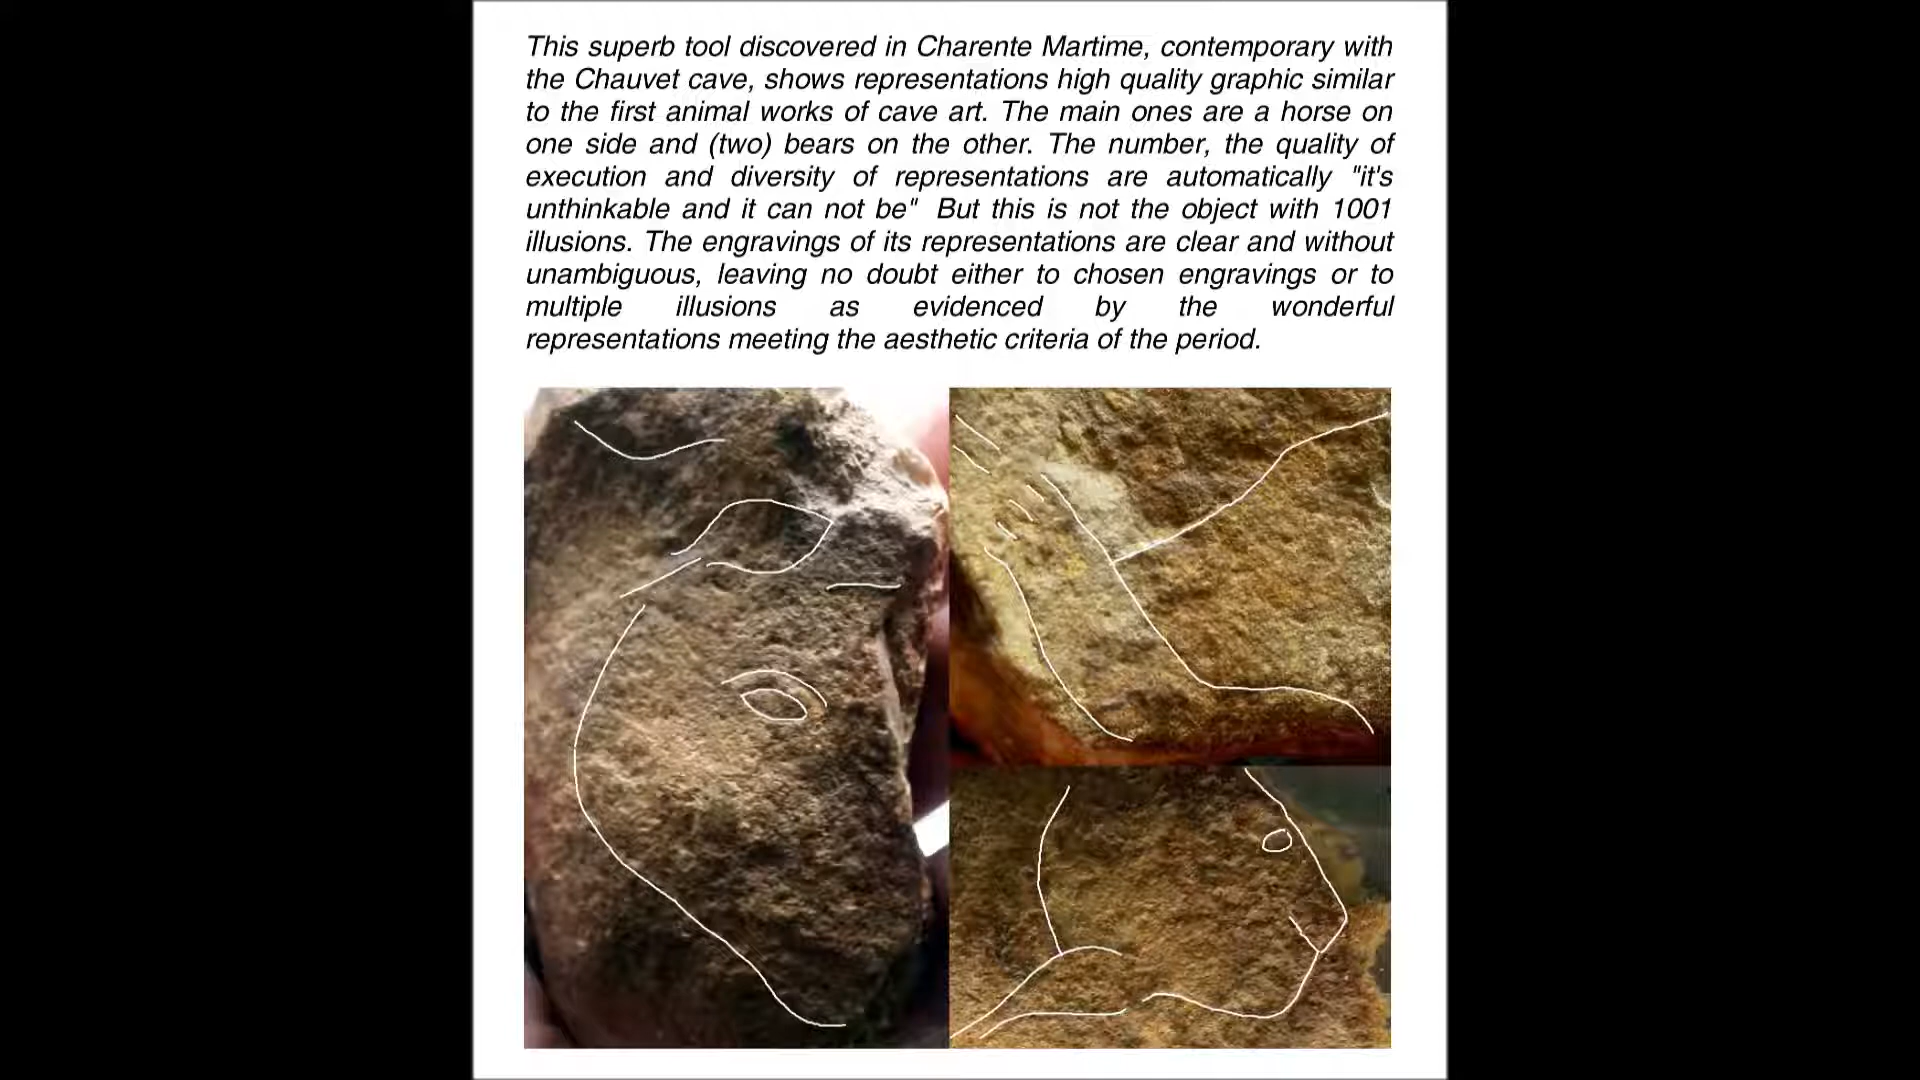 This superb tool discovered in Charente Martime, contemporary with
the Chauvet cave, shows representations high quality graphic similar
to the first animal works of cave art. The main ones are a horse on
one side and (two) bears on the other. The number, the quality of
execution and diversity of representations are automatically "it's
unthinkable and it can not be" But this is not the object with 1001
illusions. The engravings of its representations are clear and without
unambiguous, leaving no doubt either to chosen engravings or to
multiple illusions as evidenced by the wonderful
representations meeting the aesthetic criteria of the period.